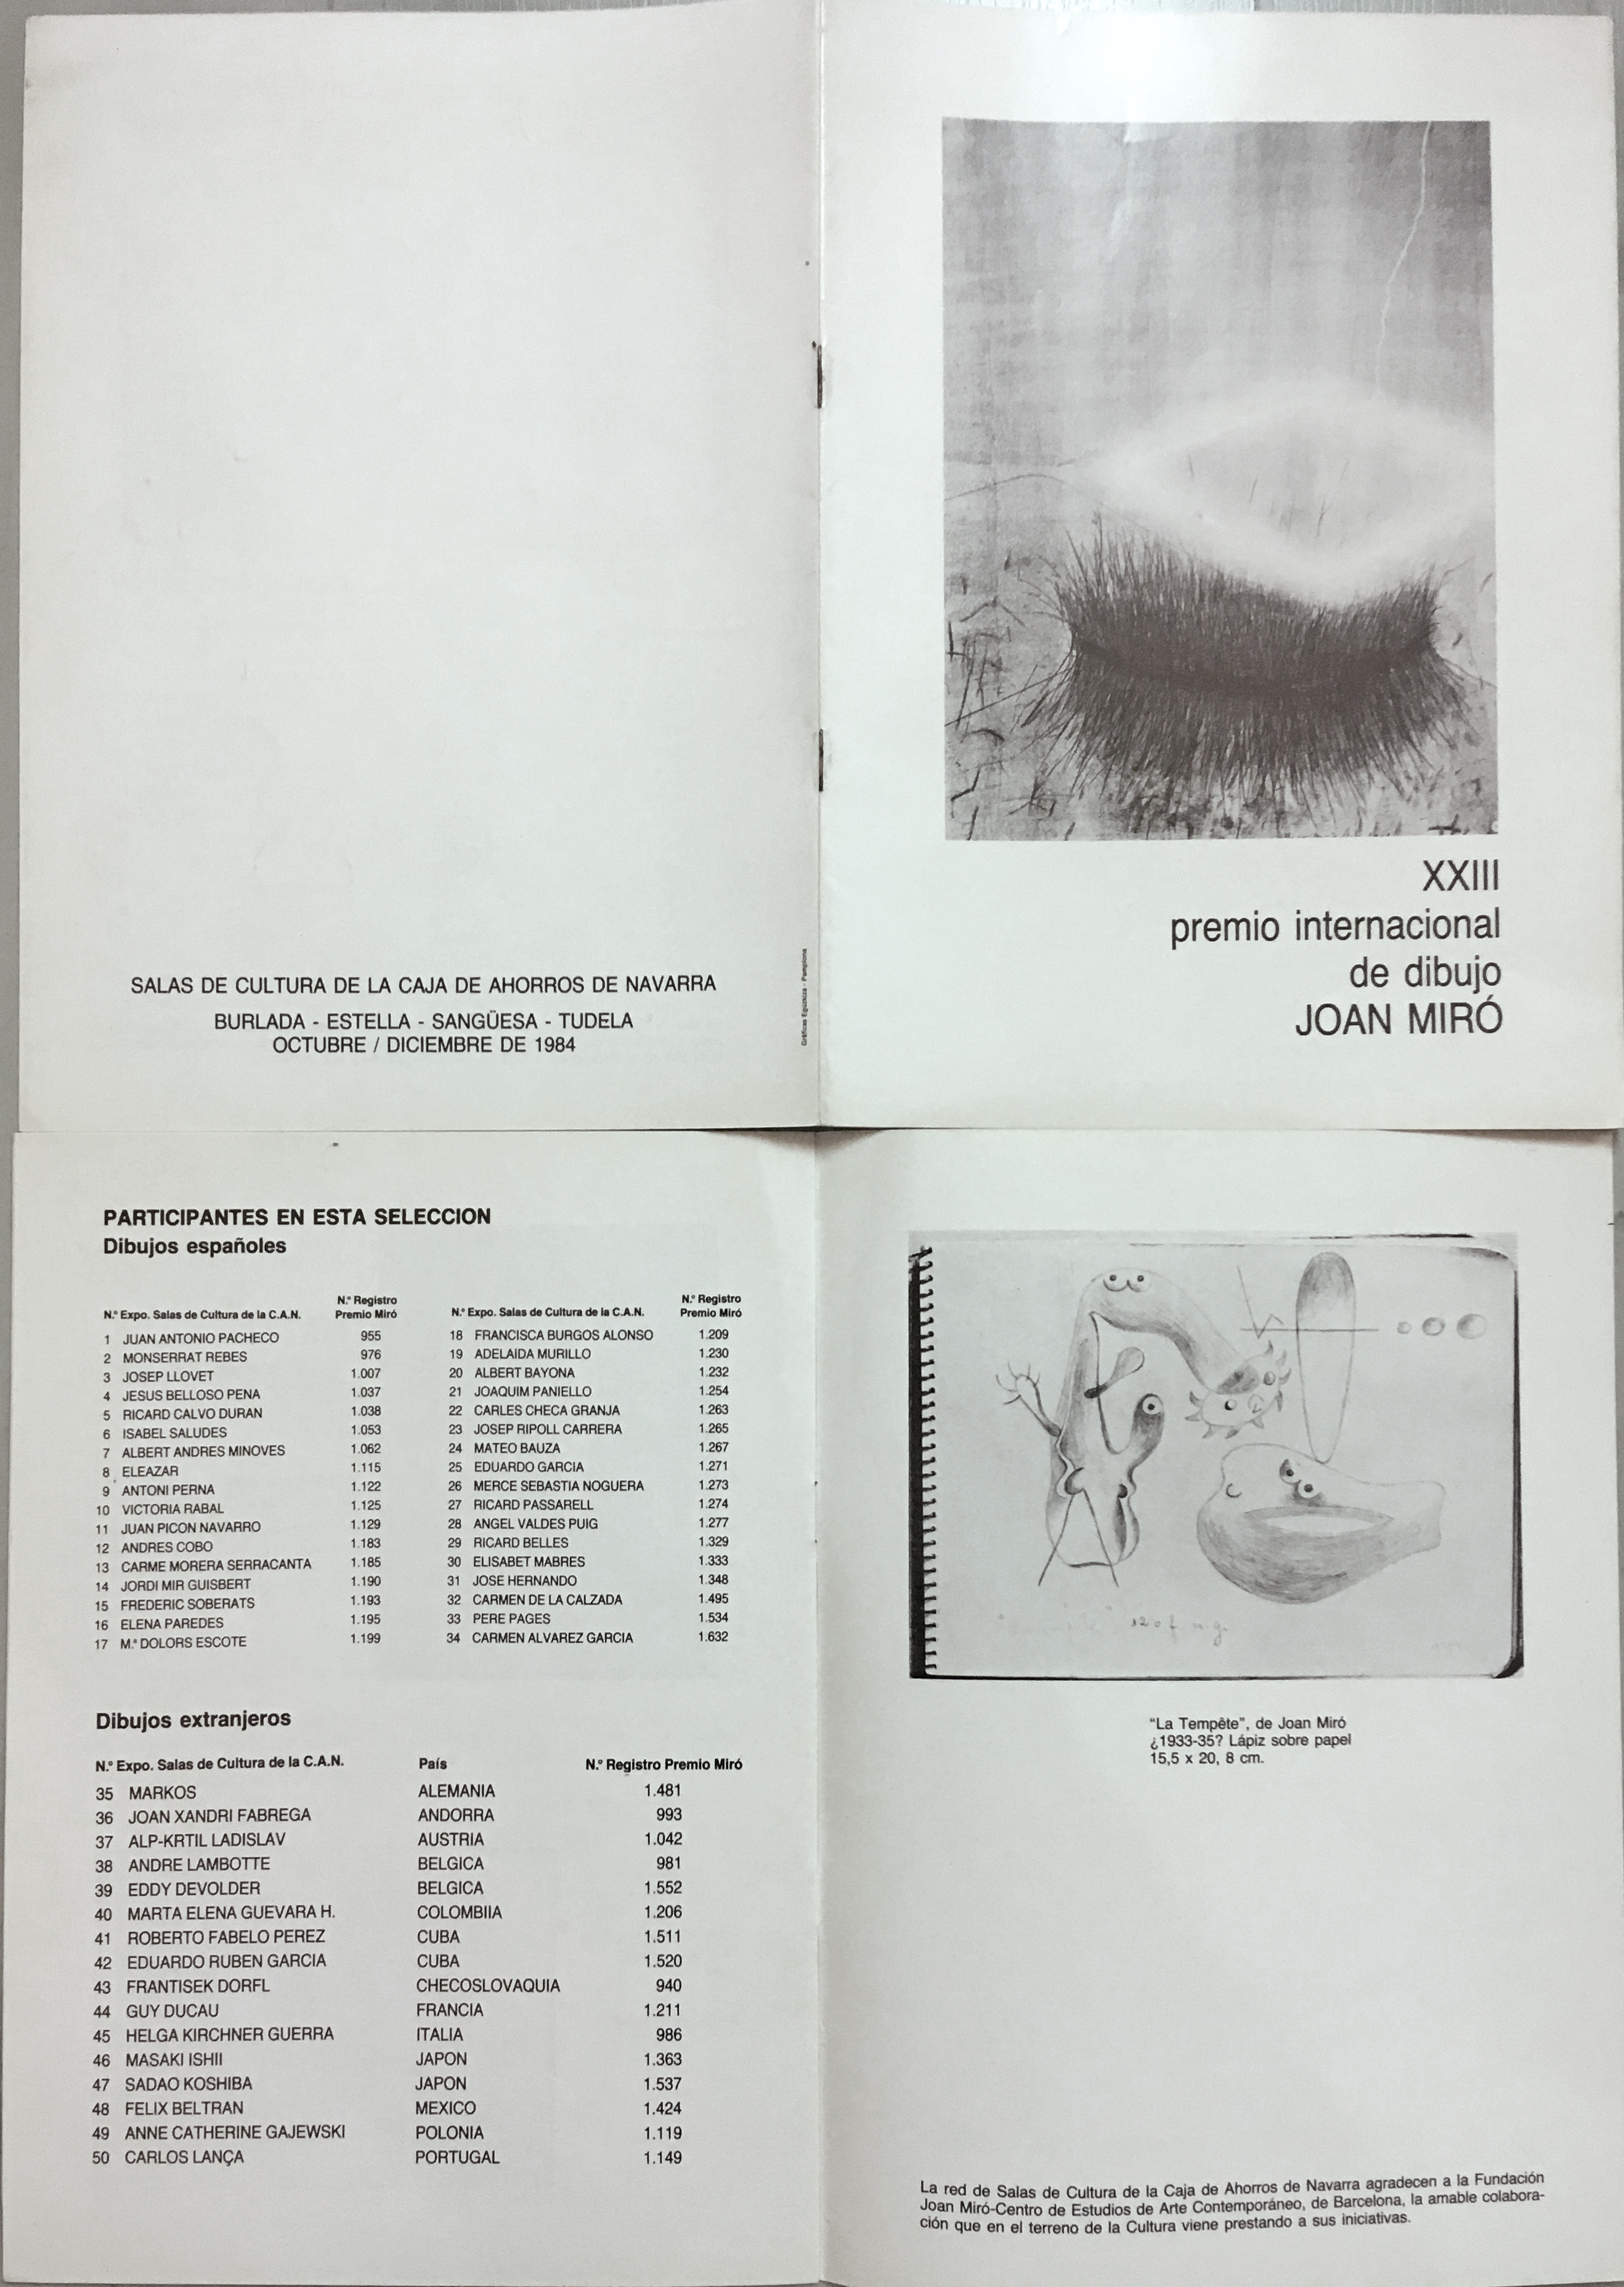 SALAS DE CULTURA DE LA CAJA DE AHORROS DE NAVARRA
BURLADA - ESTELLA - SANGÜESA - TUDELA
OCTUBRE / DICIEMBRE DE 1984
Gráficas Egúzkiza - Pamplona
XXIII
premio internacional
de dibujo
JOAN MIRÓ
PARTICIPANTES EN ESTA SELECCION
Dibujos españoles
N.º Expo. Salas de Cultura de la C.A.N. N.º Registro Premio Miró
1 JUAN ANTONIO PACHECO 955
2 MONSERRAT REBES 976
3 JOSEP LLOVET 1.007
4 JESUS BELLOSO PENA 1.037
5 RICARD CALVO DURAN 1.038
6 ISABEL SALUDES 1.053
7 ALBERT ANDRES MINOVES 1.062
8 ELEAZAR 1.115
9 ANTONI PERNA 1.122
10 VICTORIA RABAL 1.125
11 JUAN PICON NAVARRO 1.129
12 ANDRES COBO 1.183
13 CARME MORERA SERRACANTA 1.185
14 JORDI MIR GUISBERT 1.190
15 FREDERIC SOBERATS 1.193
16 ELENA PAREDES 1.195
17 M.ª DOLORS ESCOTE 1.199
N.º Expo. Salas de Cultura de la C.A.N. N.º Registro Premio Miró
18 FRANCISCA BURGOS ALONSO 1.209
19 ADELAIDA MURILLO 1.230
20 ALBERT BAYONA 1.232
21 JOAQUIM PANIELLO 1.254
22 CARLES CHECA GRANJA 1.263
23 JOSEP RIPOLL CARRERA 1.265
24 MATEO BAUZA 1.267
25 EDUARDO GARCIA 1.271
26 MERCE SEBASTIA NOGUERA 1.273
27 RICARD PASSARELL 1.274
28 ANGEL VALDES PUIG 1.277
29 RICARD BELLES 1.329
30 ELISABET MABRES 1.333
31 JOSE HERNANDO 1.348
32 CARMEN DE LA CALZADA 1.495
33 PERE PAGES 1.534
34 CARMEN ALVAREZ GARCIA 1.632
Dibujos extranjeros
N.º Expo. Salas de Cultura de la C.A.N. País N.º Registro Premio Miró
35 MARKOS ALEMANIA 1.481
36 JOAN XANDRI FABREGA ANDORRA 993
37 ALP-KRTIL LADISLAV AUSTRIA 1.042
38 ANDRE LAMBOTTE BELGICA 981
39 EDDY DEVOLDER BELGICA 1.552
40 MARTA ELENA GUEVARA H. COLOMBIIA 1.206
41 ROBERTO FABELO PEREZ CUBA 1.511
42 EDUARDO RUBEN GARCIA CUBA 1.520
43 FRANTISEK DORFL CHECOSLOVAQUIA 940
44 GUY DUCAU FRANCIA 1.211
45 HELGA KIRCHNER GUERRA ITALIA 986
46 MASAKI ISHII JAPON 1.363
47 SADAO KOSHIBA JAPON 1.537
48 FELIX BELTRAN MEXICO 1.424
49 ANNE CATHERINE GAJEWSKI POLONIA 1.119
50 CARLOS LANÇA PORTUGAL 1.149
"La Tempête", de Joan Miró
¿1933-35? Lápiz sobre papel
15,5 x 20, 8 cm.
La red de Salas de Cultura de la Caja de Ahorros de Navarra agradecen a la Fundación
Joan Miró-Centro de Estudios de Arte Contemporáneo, de Barcelona, la amable colabora-
ción que en el terreno de la Cultura viene prestando a sus iniciativas.